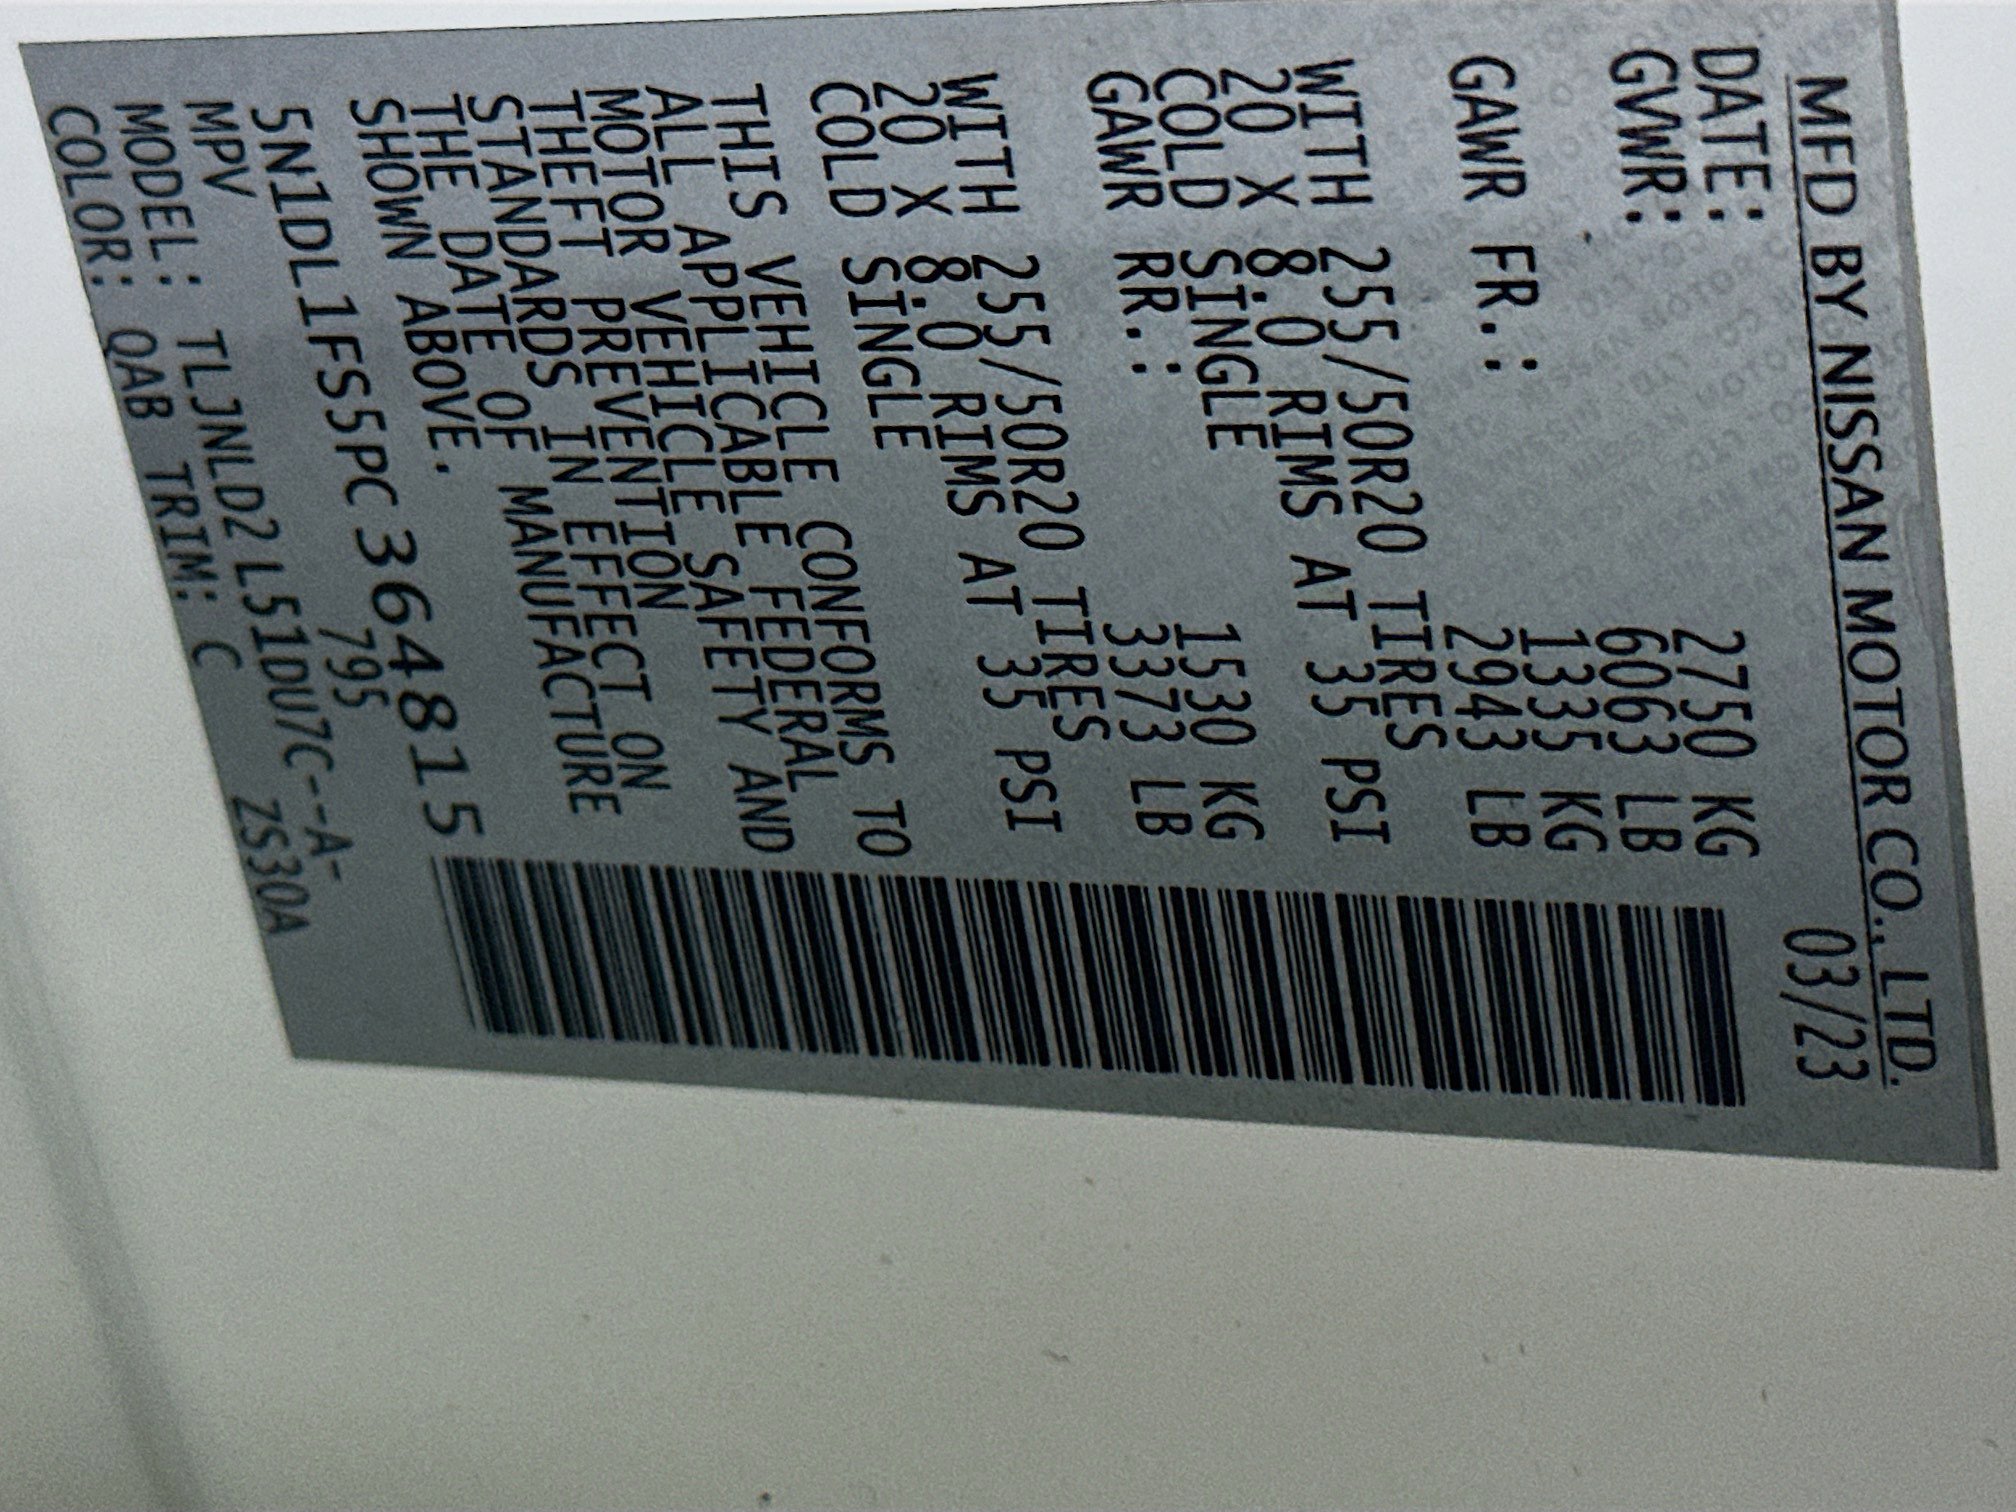 MFD BY NISSAN MOTOR CO., LTD.
DATE: 03/23
GVWR: 2750 KG
6063 LB
GAWR FR.: 1335 KG
2943 LB
WITH 255/50R20 TIRES
20 X 8.0 RIMS AT 35 PSI
COLD SINGLE
GAWR RR.: 1530 KG
3373 LB
WITH 255/50R20 TIRES
20 X 8.0 RIMS AT 35 PSI
COLD SINGLE
THIS VEHICLE CONFORMS TO
ALL APPLICABLE FEDERAL
MOTOR VEHICLE SAFETY AND
THEFT PREVENTION
STANDARDS IN EFFECT ON
THE DATE OF MANUFACTURE
SHOWN ABOVE.
5N1DL1FS5PC364815
MPV 795
MODEL: TLJNLD2 L51DU7C--A-
COLOR: QAB TRIM: C ZS30A